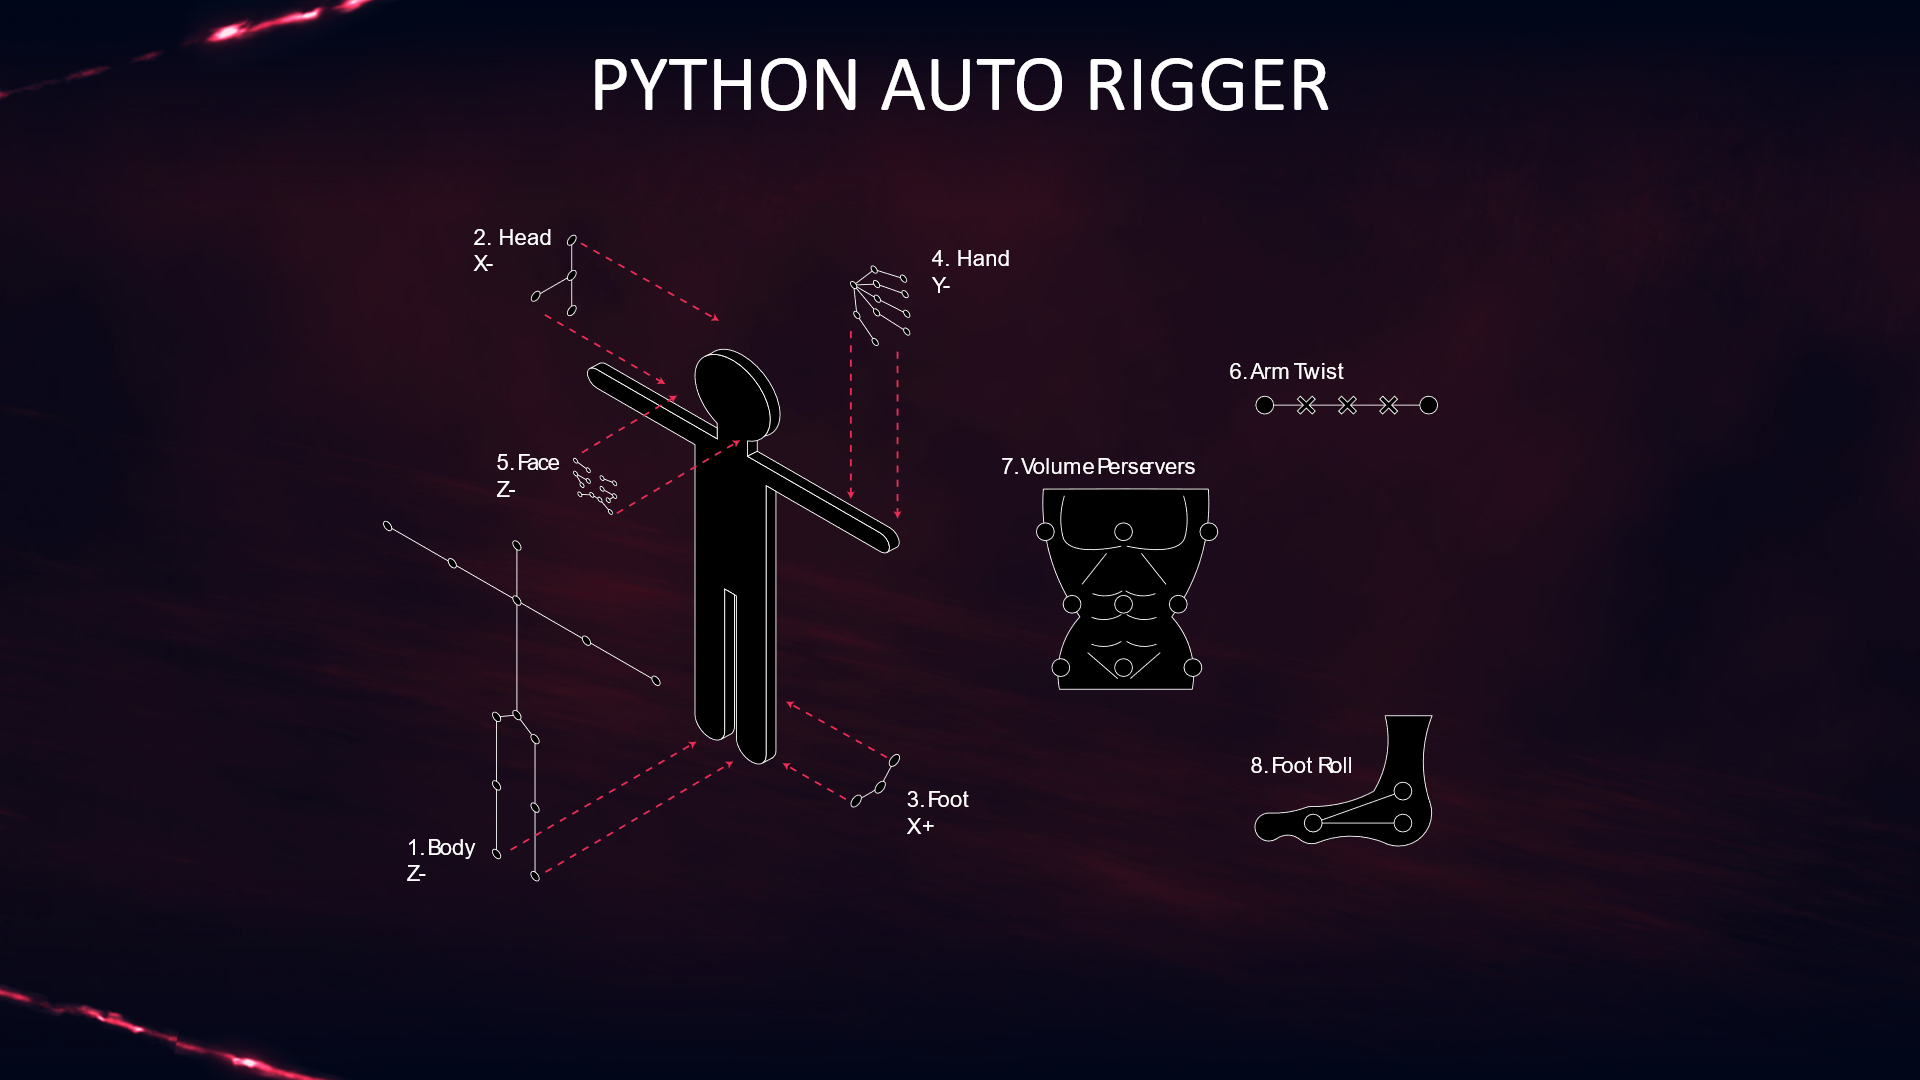 PYTHON AUTO RIGGER
2. Head
X-
4. Hand
Y-
6. Arm Twist
5. Face
Z-
7. Volume Perservers
8. Foot Roll
3. Foot
X+
1. Body
Z-